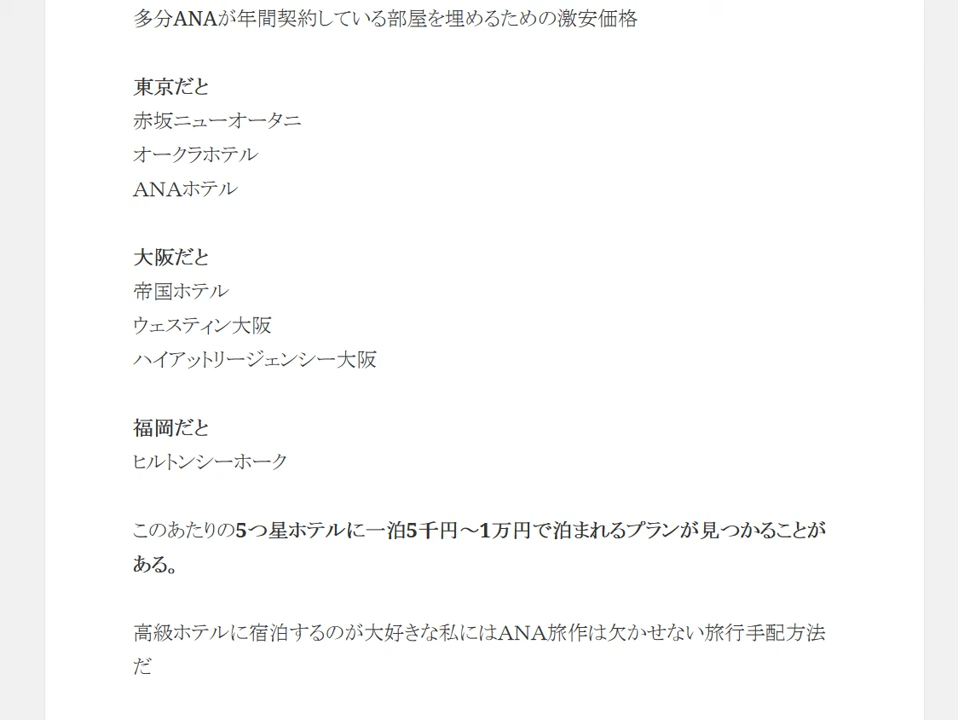 多分ANAが年間契約している部屋を埋めるための激安価格
東京だと
赤坂ニューオータニ
オークラホテル
ANAホテル
大阪だと
帝国ホテル
ウェスティン大阪
ハイアットリージェンシー大阪
福岡だと
ヒルトンシーホーク
このあたりの5つ星ホテルに一泊5千円〜1万円で泊まれるプランが見つかることが
ある。
高級ホテルに宿泊するのが大好きな私にはANA旅作は欠かせない旅行手配方法
だ